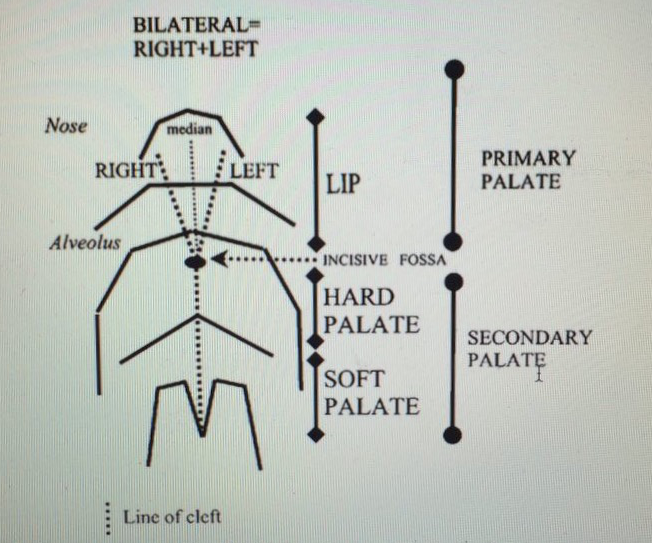 BILATERAL=
RIGHT+LEFT
Nose
median
RIGHT
LEFT
LIP
PRIMARY
PALATE
Alveolus
INCISIVE FOSSA
HARD
PALATE
SECONDARY
PALATE
SOFT
PALATE
Line of cleft